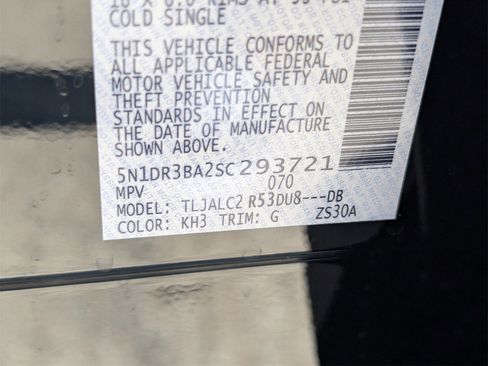 COLD SINGLE
THIS VEHICLE CONFORMS TO
ALL APPLICABLE FEDERAL
MOTOR VEHICLE SAFETY AND
THEFT PREVENTION
STANDARDS IN EFFECT ON
THE DATE OF MANUFACTURE
SHOWN ABOVE.
5N1DR3BA2SC293721
MPV 070
MODEL: TLJALC2 R53DU8---DB
COLOR: KH3 TRIM: G ZS30A